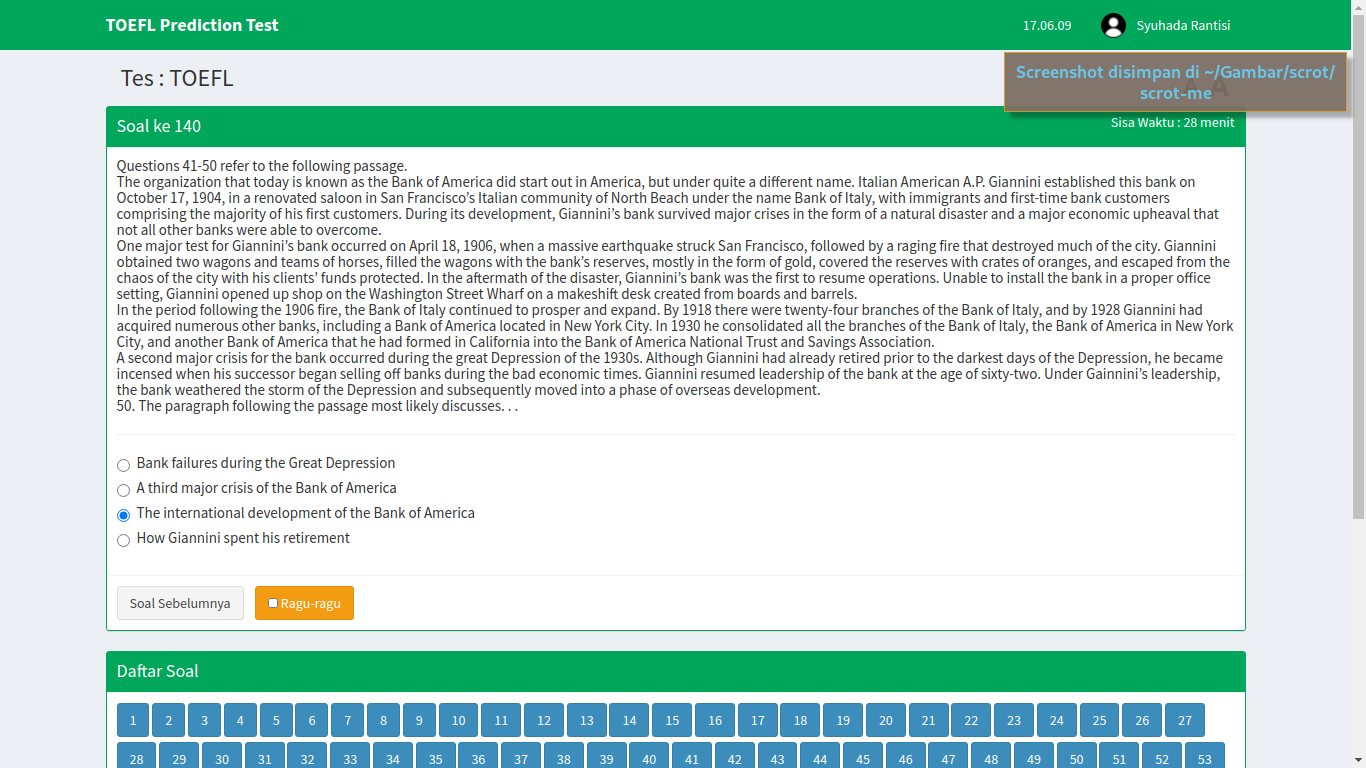 TOEFL Prediction Test
17.06.09
Syuhada Rantisi
Tes : TOEFL
Screenshot disimpan di ~/Gambar/scrot/
scrot-me
A
Soal ke 140
Sisa Waktu : 28 menit
Questions 41-50 refer to the following passage.
The organization that today is known as the Bank of America did start out in America, but under quite a different name. Italian American A.P. Giannini established this bank on
October 17, 1904, in a renovated saloon in San Francisco’s Italian community of North Beach under the name Bank of Italy, with immigrants and first-time bank customers
comprising the majority of his first customers. During its development, Giannini’s bank survived major crises in the form of a natural disaster and a major economic upheaval that
not all other banks were able to overcome.
One major test for Giannini’s bank occurred on April 18, 1906, when a massive earthquake struck San Francisco, followed by a raging fire that destroyed much of the city. Giannini
obtained two wagons and teams of horses, filled the wagons with the bank’s reserves, mostly in the form of gold, covered the reserves with crates of oranges, and escaped from the
chaos of the city with his clients’ funds protected. In the aftermath of the disaster, Giannini’s bank was the first to resume operations. Unable to install the bank in a proper office
setting, Giannini opened up shop on the Washington Street Wharf on a makeshift desk created from boards and barrels.
In the period following the 1906 fire, the Bank of Italy continued to prosper and expand. By 1918 there were twenty-four branches of the Bank of Italy, and by 1928 Giannini had
acquired numerous other banks, including a Bank of America located in New York City. In 1930 he consolidated all the branches of the Bank of Italy, the Bank of America in New York
City, and another Bank of America that he had formed in California into the Bank of America National Trust and Savings Association.
A second major crisis for the bank occurred during the great Depression of the 1930s. Although Giannini had already retired prior to the darkest days of the Depression, he became
incensed when his successor began selling off banks during the bad economic times. Giannini resumed leadership of the bank at the age of sixty-two. Under Gainnini’s leadership,
the bank weathered the storm of the Depression and subsequently moved into a phase of overseas development.
50. The paragraph following the passage most likely discusses. . .
Bank failures during the Great Depression
A third major crisis of the Bank of America
The international development of the Bank of America
How Giannini spent his retirement
Soal Sebelumnya
Ragu-ragu
Daftar Soal
1 2 3 4 5 6 7 8 9 10 11 12 13 14 15 16 17 18 19 20 21 22 23 24 25 26 27
28 29 30 31 32 33 34 35 36 37 38 39 40 41 42 43 44 45 46 47 48 49 50 51 52 53